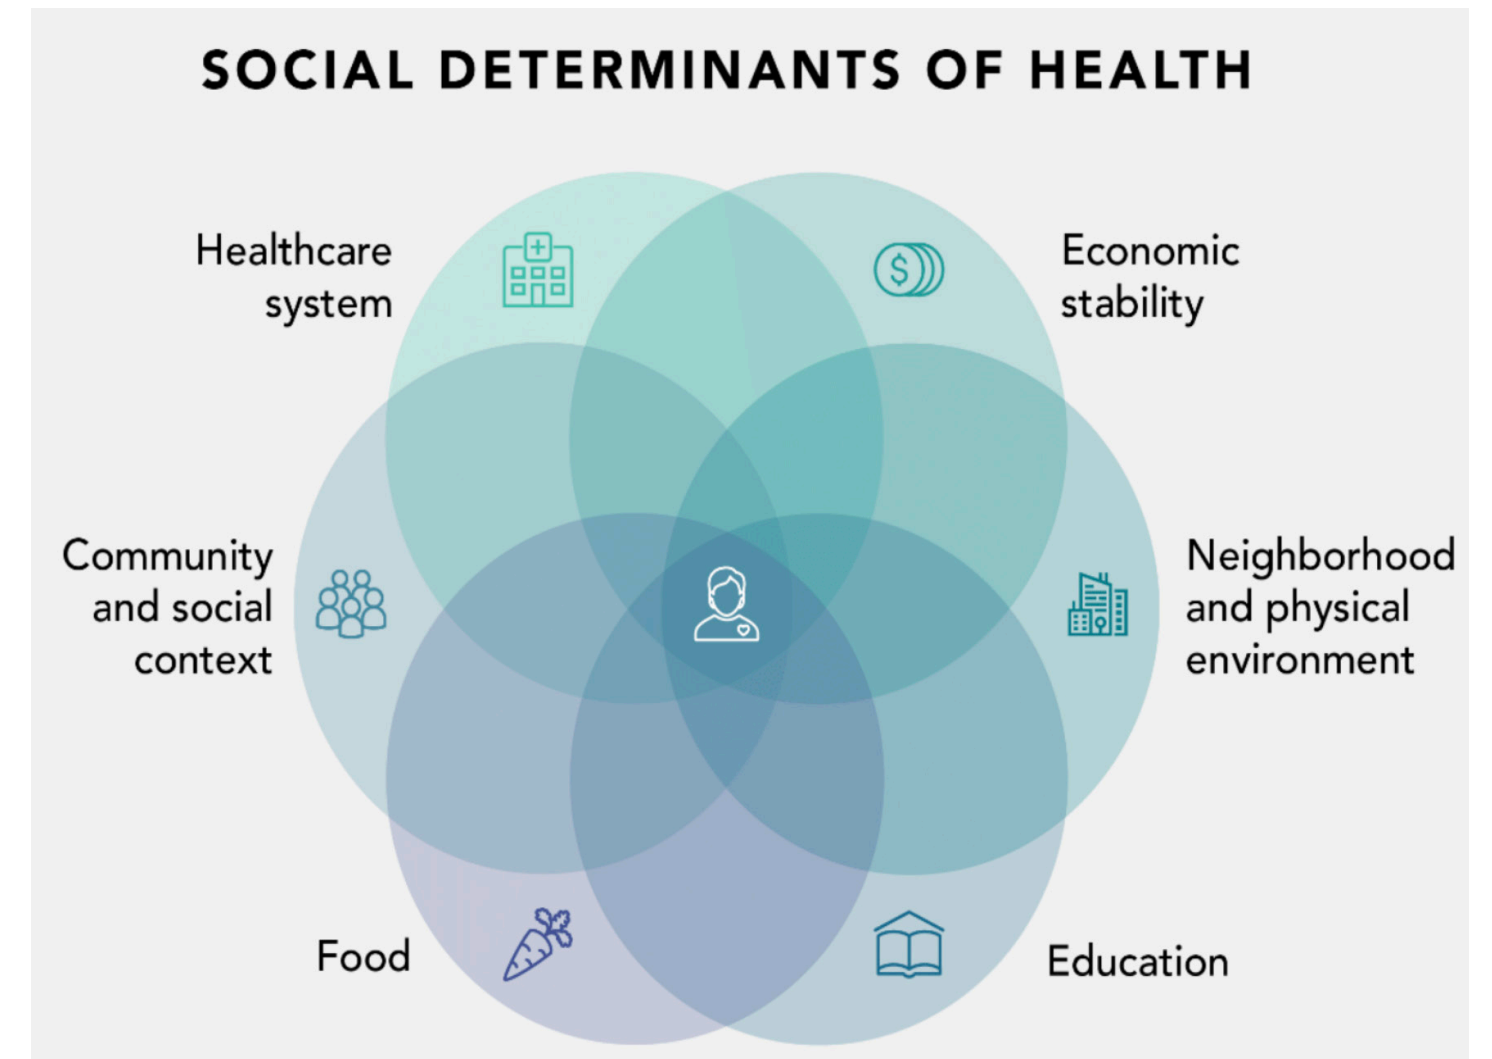 SOCIAL DETERMINANTS OF HEALTH
Healthcare
system
Economic
stability
Community
and social
context
Neighborhood
and physical
environment
Food
Education
$